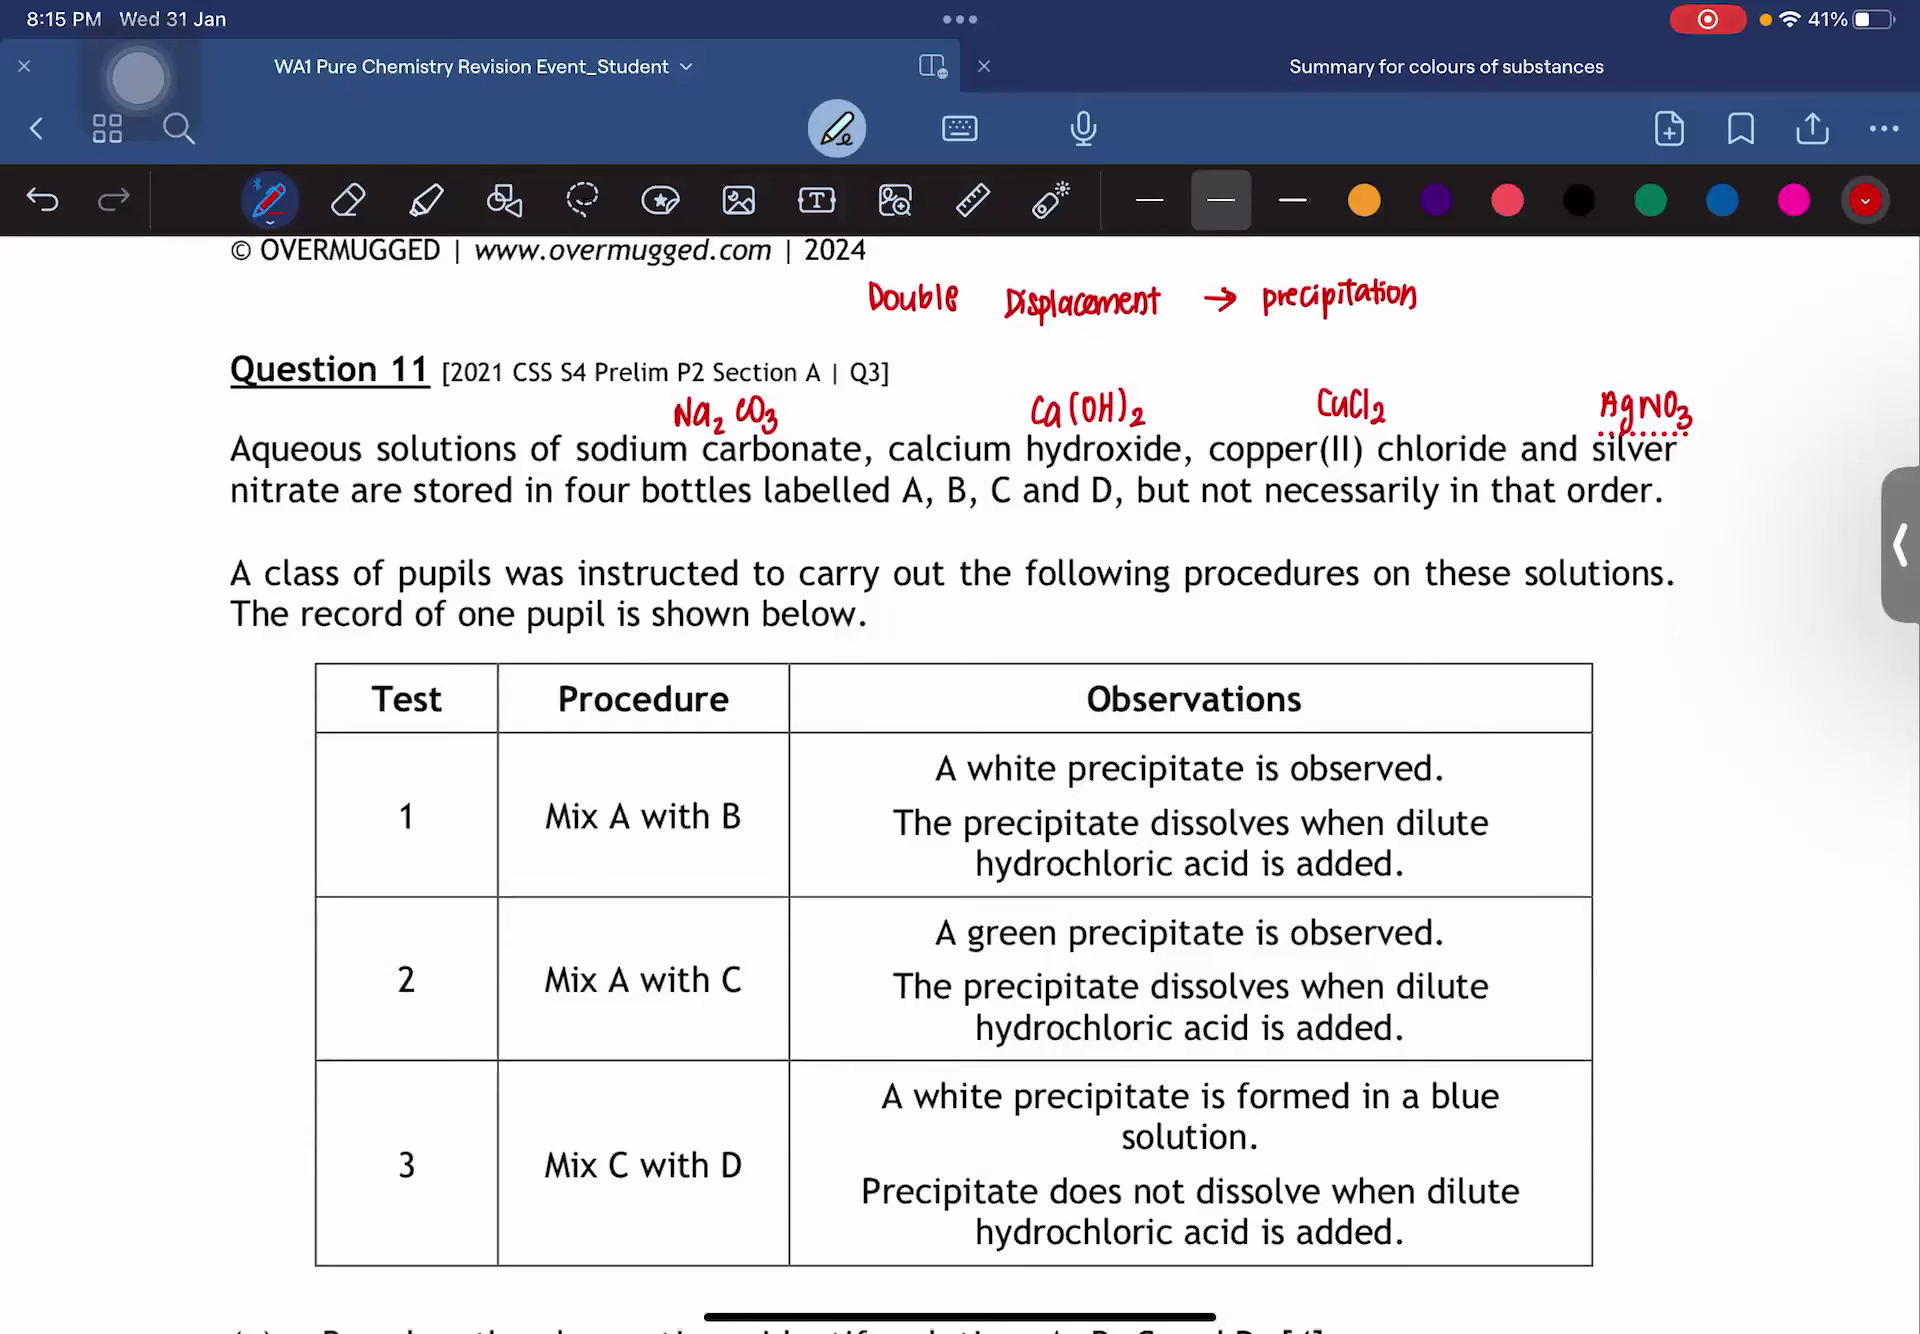 8:15 PM Wed 31 Jan
41%
WA1 Pure Chemistry Revision Event_Student
Summary for colours of substances
© OVERMUGGED | www.overmugged.com | 2024
Double Displacement → precipitation
Question 11 [2021 CSS S4 Prelim P2 Section A | Q3]
Na₂CO₃ Ca(OH)₂ CuCl₂ AgNO₃
Aqueous solutions of sodium carbonate, calcium hydroxide, copper(II) chloride and silver
nitrate are stored in four bottles labelled A, B, C and D, but not necessarily in that order.
A class of pupils was instructed to carry out the following procedures on these solutions.
The record of one pupil is shown below.
Test Procedure Observations
1 Mix A with B
A white precipitate is observed.
The precipitate dissolves when dilute
hydrochloric acid is added.
2 Mix A with C
A green precipitate is observed.
The precipitate dissolves when dilute
hydrochloric acid is added.
3 Mix C with D
A white precipitate is formed in a blue
solution.
Precipitate does not dissolve when dilute
hydrochloric acid is added.